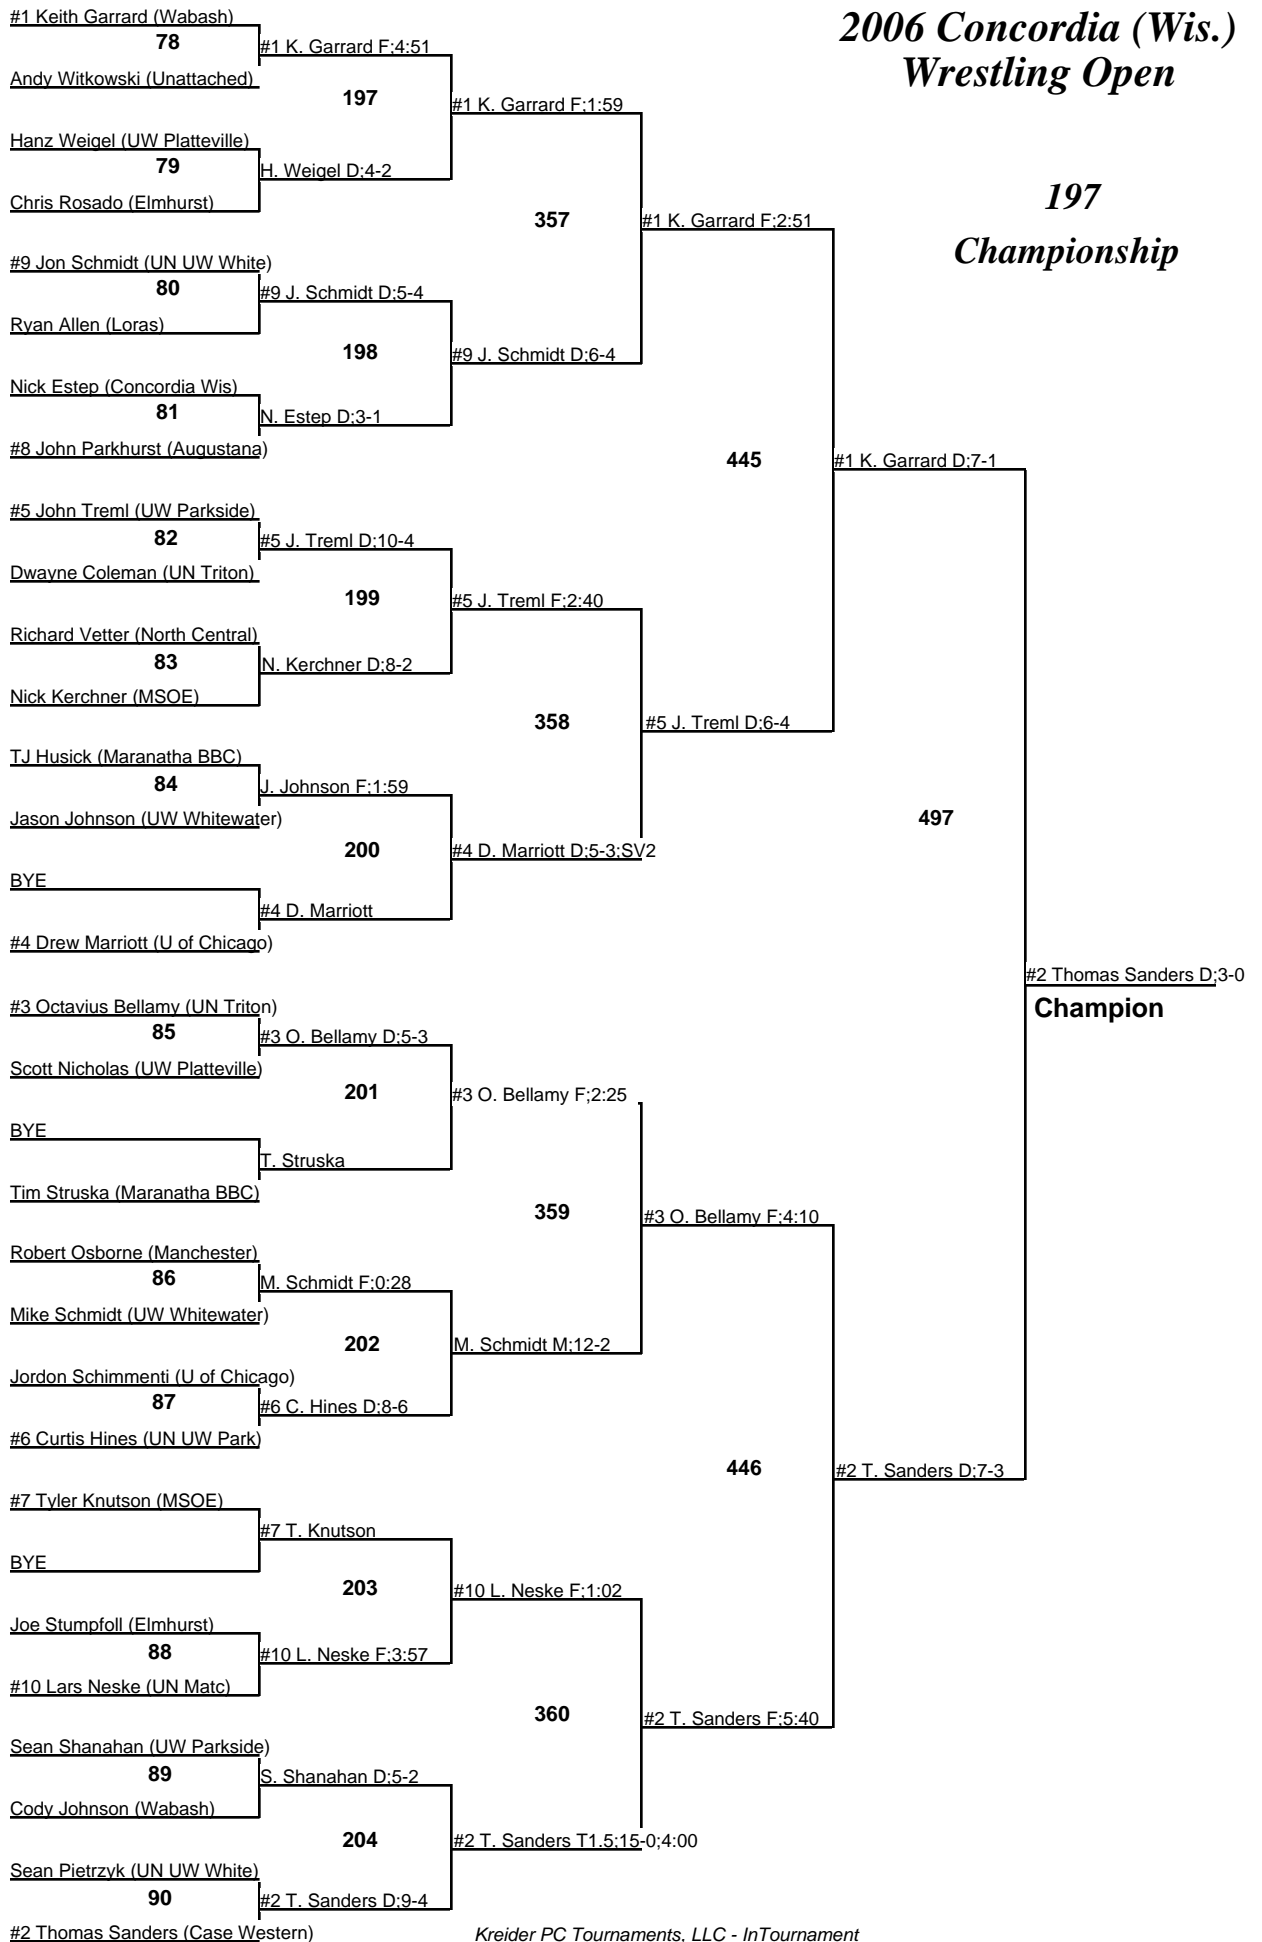 #1 Keith Garrard (Wabash)
2006 Concordia (Wis.)
Wrestling Open
78
#1 K. Garrard F;4:51
Andy Witkowski (Unattached)
197
#1 K. Garrard F;1:59
Hanz Weigel (UW Platteville)
79
H. Weigel D;4-2
Chris Rosado (Elmhurst)
197
Championship
357
#1 K. Garrard F;2:51
#9 Jon Schmidt (UN UW White)
80
#9 J. Schmidt D;5-4
Ryan Allen (Loras)
198
#9 J. Schmidt D;6-4
Nick Estep (Concordia Wis)
81
N. Estep D;3-1
#8 John Parkhurst (Augustana)
445
#1 K. Garrard D;7-1
#5 John Treml (UW Parkside)
82
#5 J. Treml D;10-4
Dwayne Coleman (UN Triton)
199
#5 J. Treml F;2:40
Richard Vetter (North Central)
83
N. Kerchner D;8-2
Nick Kerchner (MSOE)
358
#5 J. Treml D;6-4
TJ Husick (Maranatha BBC)
84
J. Johnson F;1:59
Jason Johnson (UW Whitewater)
497
200
#4 D. Marriott D;5-3;SV2
BYE
#4 D. Marriott
#4 Drew Marriott (U of Chicago)
#2 Thomas Sanders D;3-0
Champion
#3 Octavius Bellamy (UN Triton)
85
#3 O. Bellamy D;5-3
Scott Nicholas (UW Platteville)
201
#3 O. Bellamy F;2:25
BYE
T. Struska
Tim Struska (Maranatha BBC)
359
#3 O. Bellamy F;4:10
Robert Osborne (Manchester)
86
M. Schmidt F;0:28
Mike Schmidt (UW Whitewater)
202
M. Schmidt M;12-2
Jordon Schimmenti (U of Chicago)
87
#6 C. Hines D;8-6
#6 Curtis Hines (UN UW Park)
446
#2 T. Sanders D;7-3
#7 Tyler Knutson (MSOE)
#7 T. Knutson
BYE
203
#10 L. Neske F;1:02
Joe Stumpfoll (Elmhurst)
88
#10 L. Neske F;3:57
#10 Lars Neske (UN Matc)
360
#2 T. Sanders F;5:40
Sean Shanahan (UW Parkside)
89
S. Shanahan D;5-2
Cody Johnson (Wabash)
204
#2 T. Sanders T1.5;15-0;4:00
Sean Pietrzyk (UN UW White)
90
#2 T. Sanders D;9-4
#2 Thomas Sanders (Case Western)
Kreider PC Tournaments, LLC - InTournament